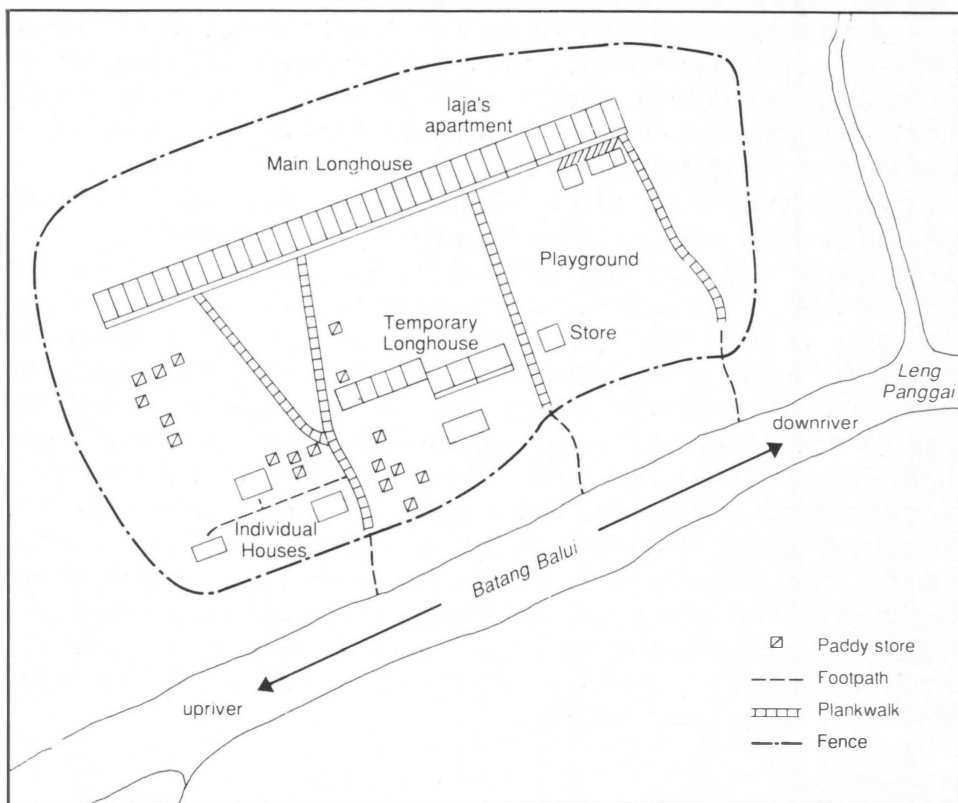 laja's
apartment
Main Longhouse
Playground
Temporary
Longhouse
Store
Leng
Panggai
downriver
Individual
Houses
Batang Balui
upriver
Paddy store
Footpath
Plankwalk
Fence